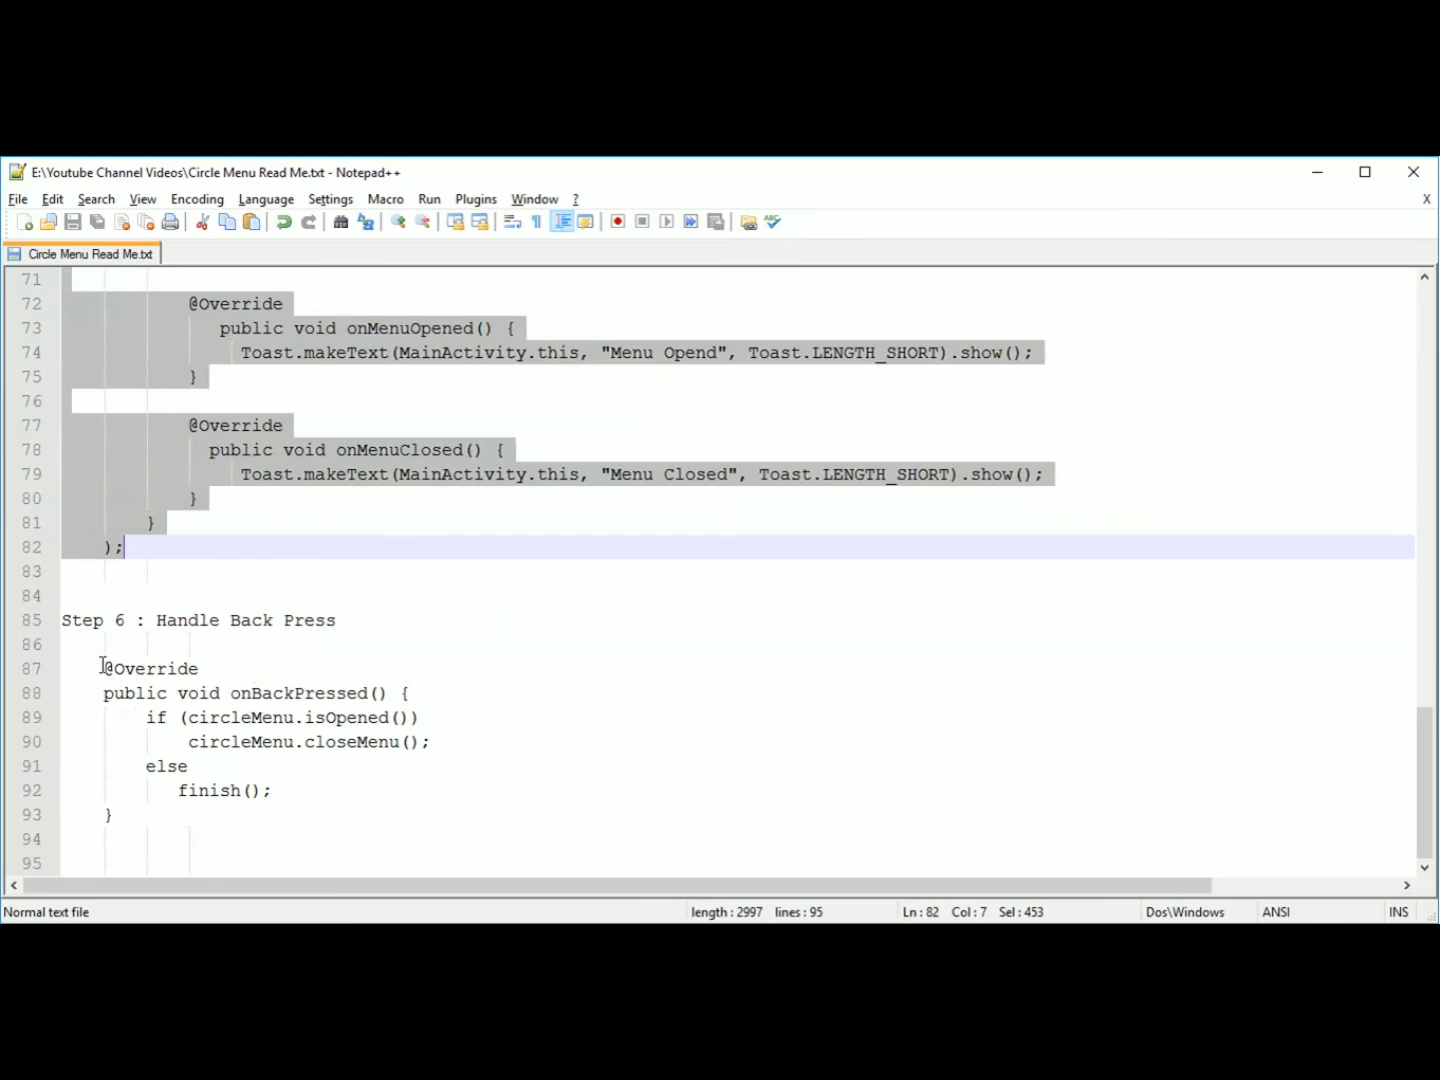 E:\Youtube Channel Videos\Circle Menu Read Me.txt - Notepad++
File Edit Search View Encoding Language Settings Macro Run Plugins Window ? X
Circle Menu Read Me.txt
71
72 @Override
73 public void onMenuOpened() {
74 Toast.makeText(MainActivity.this, "Menu Opend", Toast.LENGTH_SHORT).show();
75 }
76
77 @Override
78 public void onMenuClosed() {
79 Toast.makeText(MainActivity.this, "Menu Closed", Toast.LENGTH_SHORT).show();
80 }
81 }
82 );
83
84
85 Step 6 : Handle Back Press
86
87 @Override
88 public void onBackPressed() {
89 if (circleMenu.isOpened())
90 circleMenu.closeMenu();
91 else
92 finish();
93 }
94
95
Normal text file length : 2997 lines : 95 Ln : 82 Col : 7 Sel : 453 Dos\Windows ANSI INS